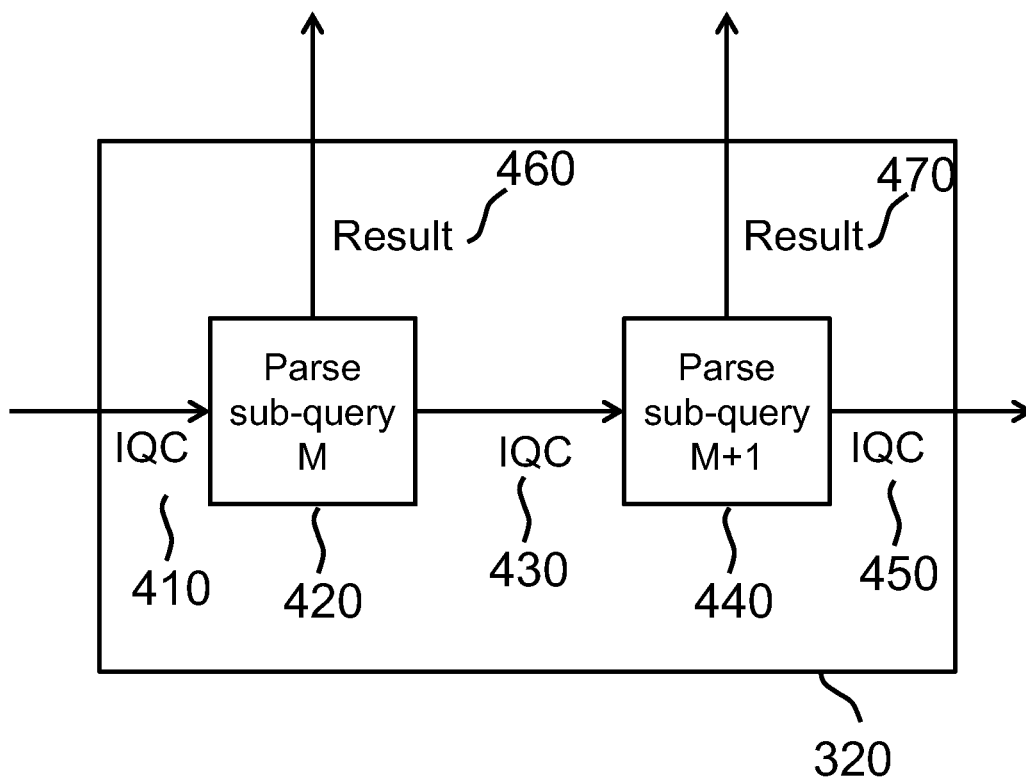 460
470
Result
Result
Parse
sub-query
M
Parse
sub-query
M+1
IQC
IQC
IQC
410
420
430
440
450
320